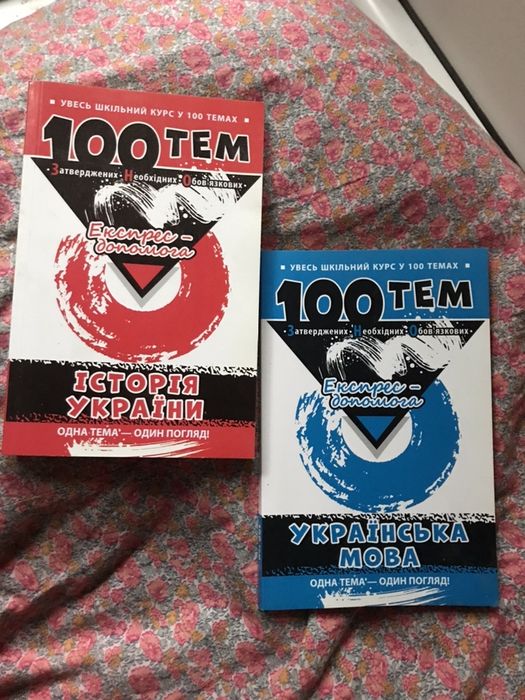 УВЕСЬ ШКІЛЬНИЙ КУРС У 100 ТЕМАХ
100 ТЕМ
Затверджених • Необхідних • Обов'язкових •
Експрес –
допомога
ІСТОРІЯ
УКРАЇНИ
ОДНА ТЕМА — ОДИН ПОГЛЯД!
УВЕСЬ ШКІЛЬНИЙ КУРС У 100 ТЕМАХ
100 ТЕМ
Затверджених • Необхідних • Обов'язкових •
Експрес –
допомога
УКРАЇНСЬКА
МОВА
ОДНА ТЕМА — ОДИН ПОГЛЯД!